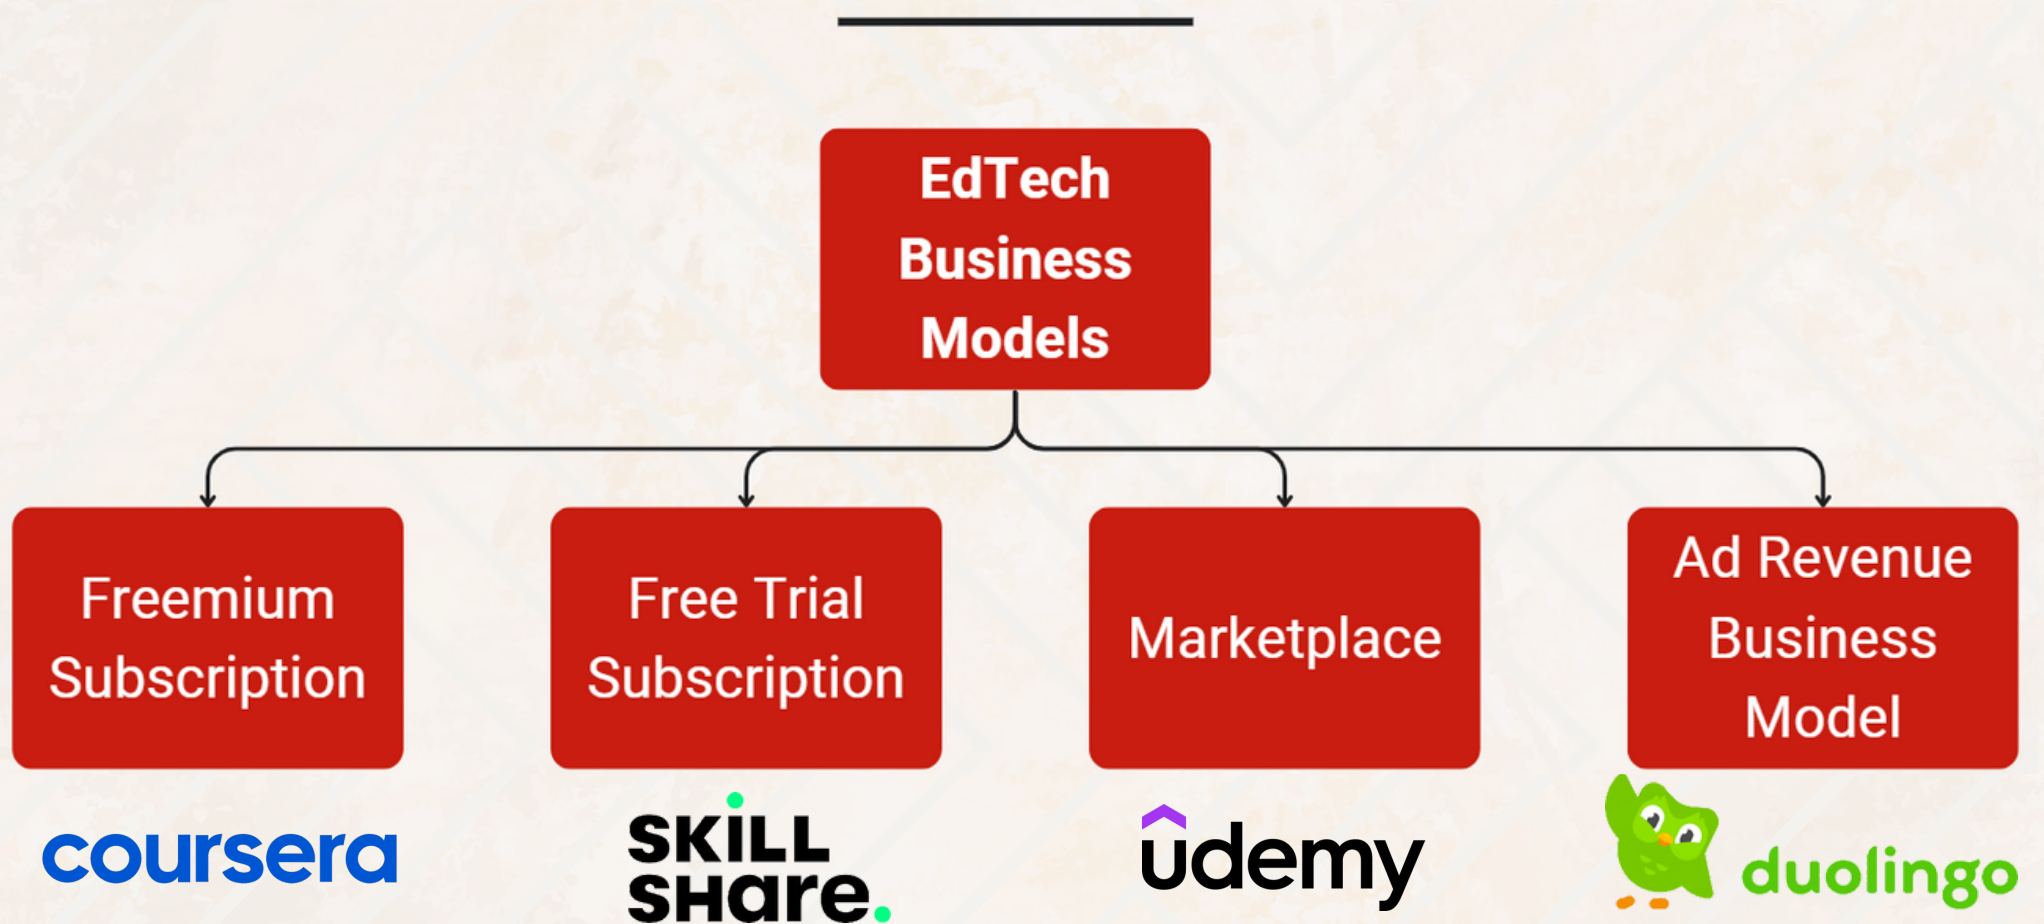 EdTech
Business
Models
Freemium
Subscription
Free Trial
Subscription
Marketplace
Ad Revenue
Business
Model
coursera
SKILL
SHare.
udemy
duolingo